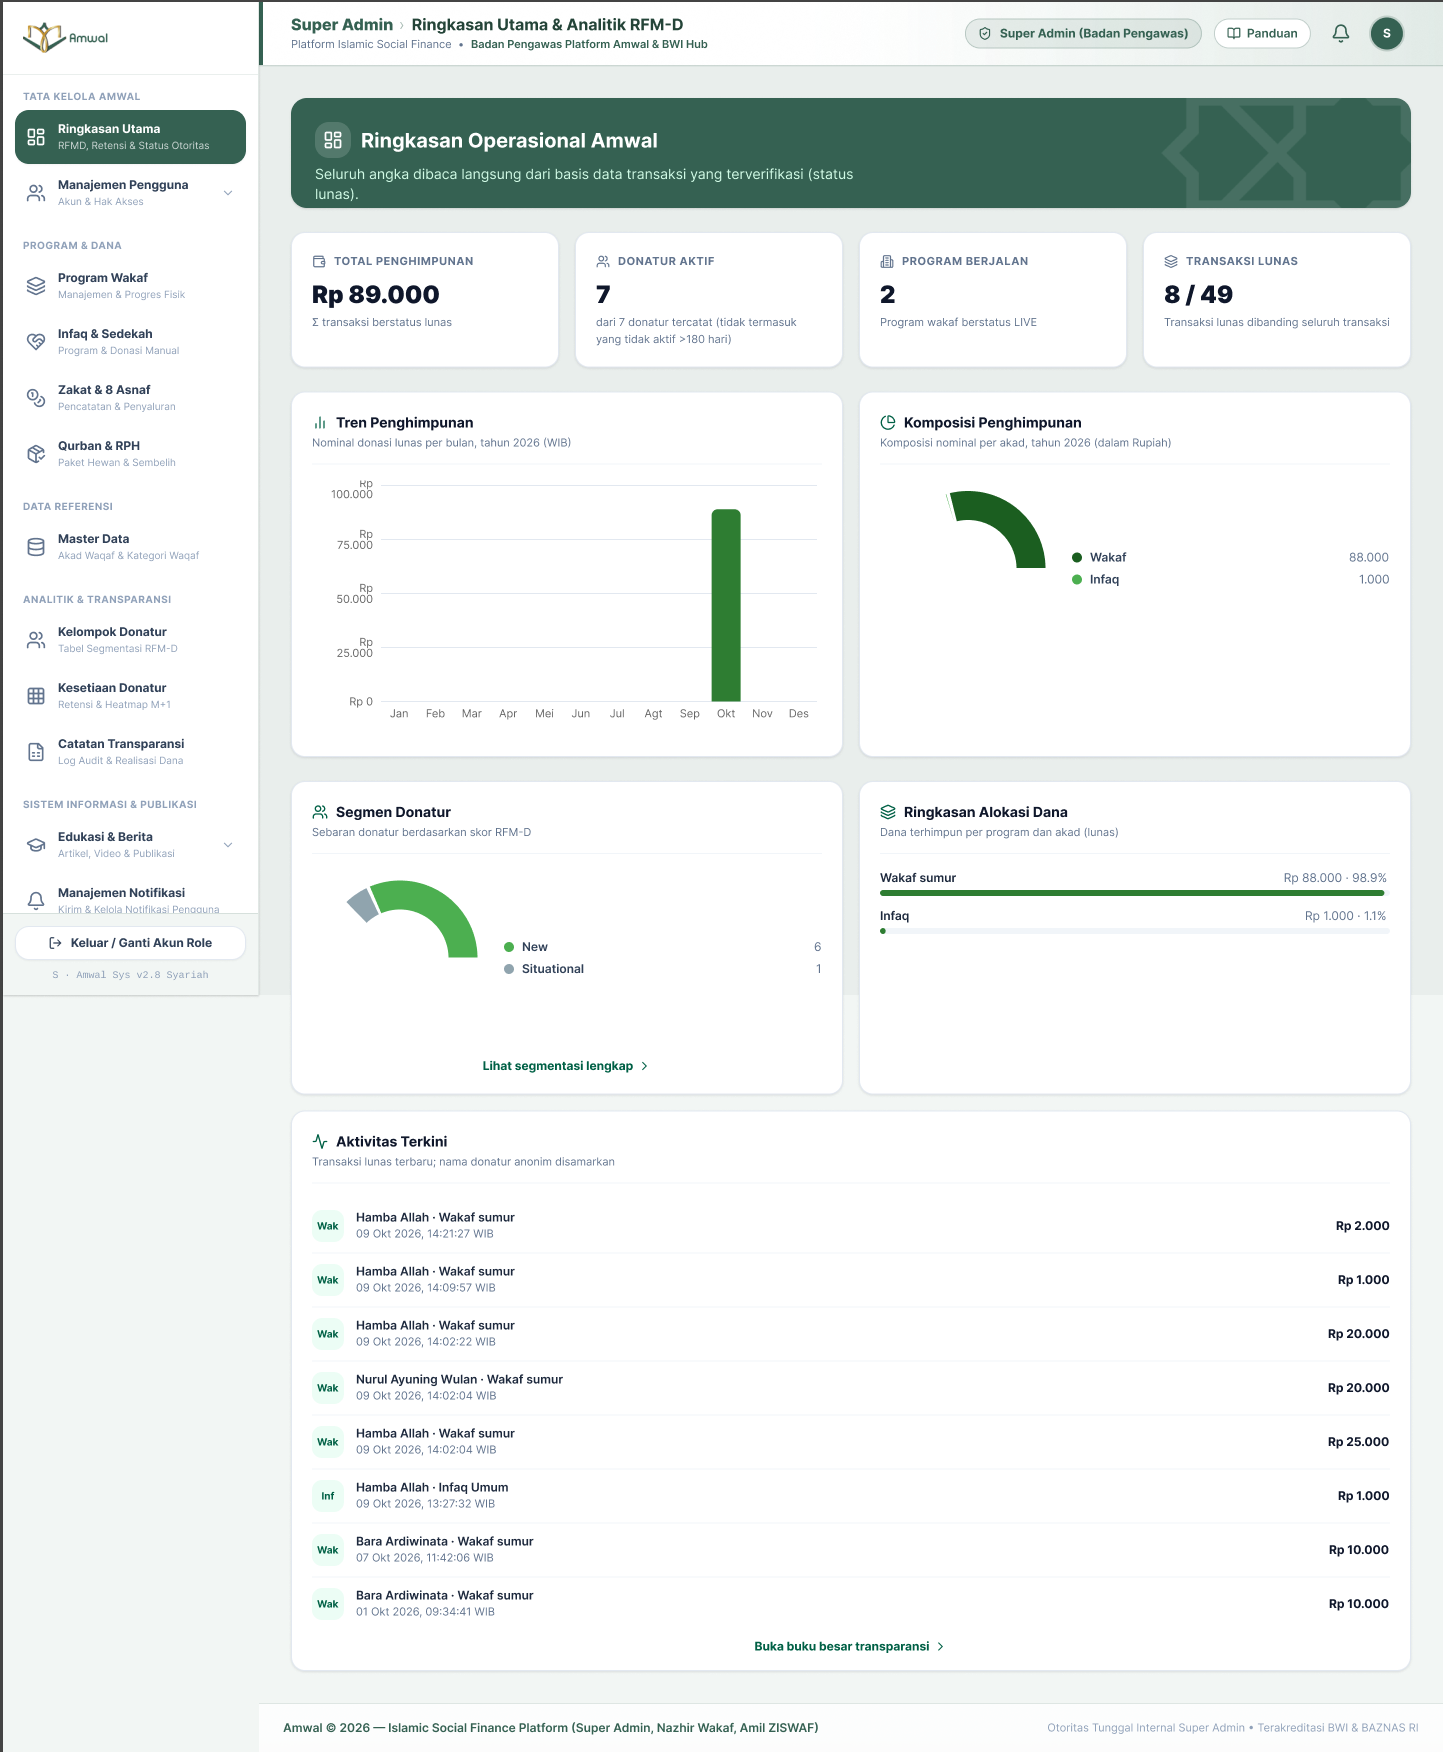 Amwal
TATA KELOLA AMWAL
Ringkasan Utama
RFMD, Retensi & Status Otoritas
Manajemen Pengguna
Akun & Hak Akses
PROGRAM & DANA
Program Wakaf
Manajemen & Progres Fisik
Infaq & Sedekah
Program & Donasi Manual
Zakat & 8 Asnaf
Pencatatan & Penyaluran
Qurban & RPH
Paket Hewan & Sembelih
DATA REFERENSI
Master Data
Akad Waqaf & Kategori Waqaf
ANALITIK & TRANSPARANSI
Kelompok Donatur
Tabel Segmentasi RFM-D
Kesetiaan Donatur
Retensi & Heatmap M+1
Catatan Transparansi
Log Audit & Realisasi Dana
SISTEM INFORMASI & PUBLIKASI
Edukasi & Berita
Artikel, Video & Publikasi
Manajemen Notifikasi
Kirim & Kelola Notifikasi Pengguna
Keluar / Ganti Akun Role
S · Amwal Sys v2.8 Syariah
Super Admin › Ringkasan Utama & Analitik RFM-D
Platform Islamic Social Finance • Badan Pengawas Platform Amwal & BWI Hub
Super Admin (Badan Pengawas)
Panduan
S
Ringkasan Operasional Amwal
Seluruh angka dibaca langsung dari basis data transaksi yang terverifikasi (status
lunas).
TOTAL PENGHIMPUNAN
Rp 89.000
Σ transaksi berstatus lunas
DONATUR AKTIF
7
dari 7 donatur tercatat (tidak termasuk
yang tidak aktif >180 hari)
PROGRAM BERJALAN
2
Program wakaf berstatus LIVE
TRANSAKSI LUNAS
8 / 49
Transaksi lunas dibanding seluruh transaksi
Tren Penghimpunan
Nominal donasi lunas per bulan, tahun 2026 (WIB)
Rp
100.000
Rp
75.000
Rp
50.000
Rp
25.000
Rp 0
Jan Feb Mar Apr Mei Jun Jul Agt Sep Okt Nov Des
Komposisi Penghimpunan
Komposisi nominal per akad, tahun 2026 (dalam Rupiah)
Wakaf 88.000
Infaq 1.000
Segmen Donatur
Sebaran donatur berdasarkan skor RFM-D
New 6
Situational 1
Lihat segmentasi lengkap
Ringkasan Alokasi Dana
Dana terhimpun per program dan akad (lunas)
Wakaf sumur Rp 88.000 · 98.9%
Infaq Rp 1.000 · 1.1%
Aktivitas Terkini
Transaksi lunas terbaru; nama donatur anonim disamarkan
Wak
Hamba Allah · Wakaf sumur
09 Okt 2026, 14:21:27 WIB
Rp 2.000
Wak
Hamba Allah · Wakaf sumur
09 Okt 2026, 14:09:57 WIB
Rp 1.000
Wak
Hamba Allah · Wakaf sumur
09 Okt 2026, 14:02:22 WIB
Rp 20.000
Wak
Nurul Ayuning Wulan · Wakaf sumur
09 Okt 2026, 14:02:04 WIB
Rp 20.000
Wak
Hamba Allah · Wakaf sumur
09 Okt 2026, 14:02:04 WIB
Rp 25.000
Inf
Hamba Allah · Infaq Umum
09 Okt 2026, 13:27:32 WIB
Rp 1.000
Wak
Bara Ardiwinata · Wakaf sumur
07 Okt 2026, 11:42:06 WIB
Rp 10.000
Wak
Bara Ardiwinata · Wakaf sumur
01 Okt 2026, 09:34:41 WIB
Rp 10.000
Buka buku besar transparansi
Amwal © 2026 — Islamic Social Finance Platform (Super Admin, Nazhir Wakaf, Amil ZISWAF)
Otoritas Tunggal Internal Super Admin • Terakreditasi BWI & BAZNAS RI